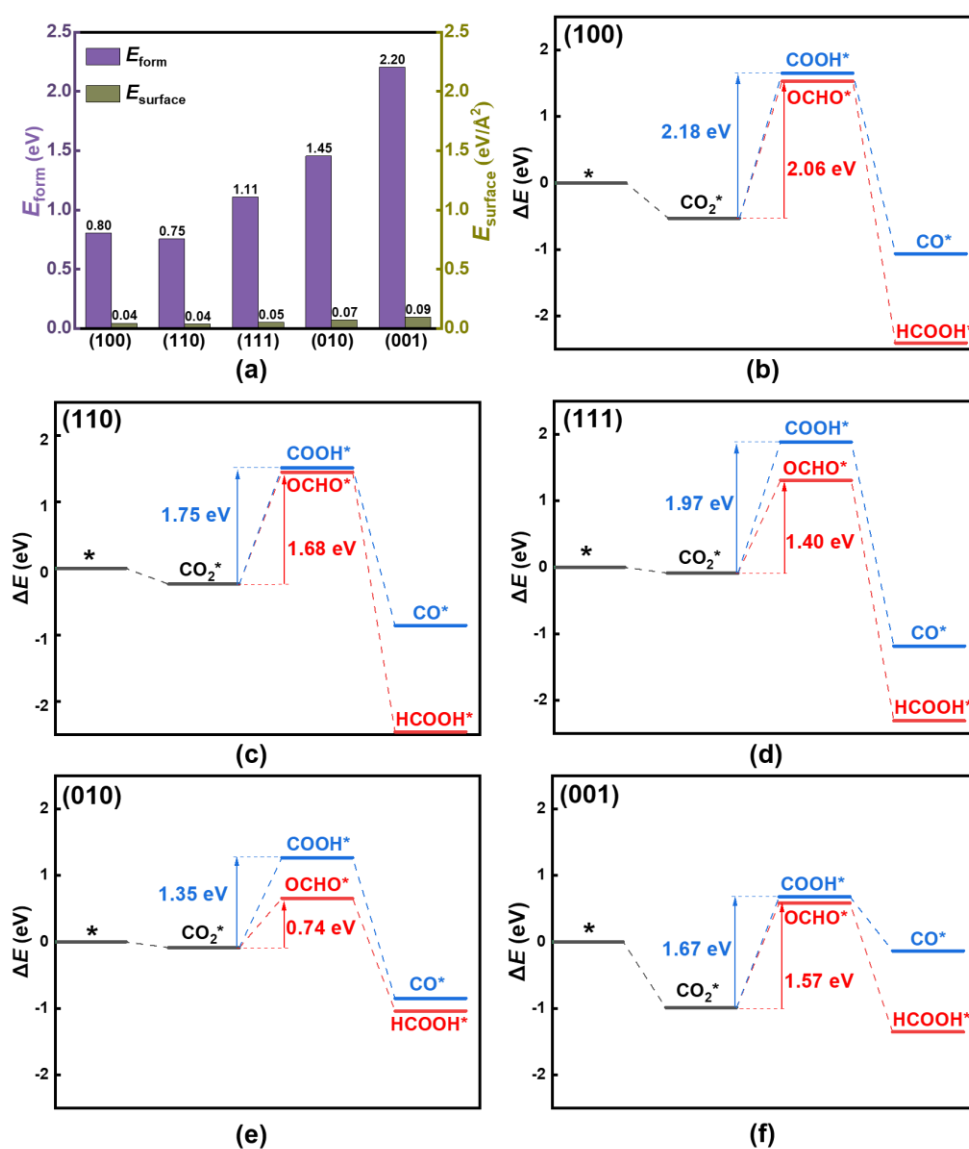 2.5
2.0
1.5
1.0
0.5
0.0
E_form (eV)
E_form
E_surface
0.80
0.04
0.75
0.04
1.11
0.05
1.45
0.07
2.20
0.09
2.5
2.0
1.5
1.0
0.5
0.0
E_surface (eV/Å²)
(100) (110) (111) (010) (001)
(a)
(100)
2
1
0
-1
-2
ΔE (eV)
*
CO₂*
2.18 eV
COOH*
OCHO*
2.06 eV
CO*
HCOOH*
(b)
(110)
2
1
0
-1
-2
ΔE (eV)
*
CO₂*
1.75 eV
COOH*
OCHO*
1.68 eV
CO*
HCOOH*
(c)
(111)
2
1
0
-1
-2
ΔE (eV)
*
CO₂*
1.97 eV
COOH*
OCHO*
1.40 eV
CO*
HCOOH*
(d)
(010)
2
1
0
-1
-2
ΔE (eV)
*
CO₂*
1.35 eV
COOH*
OCHO*
0.74 eV
CO*
HCOOH*
(e)
(001)
2
1
0
-1
-2
ΔE (eV)
*
CO₂*
1.67 eV
COOH*
OCHO*
1.57 eV
CO*
HCOOH*
(f)